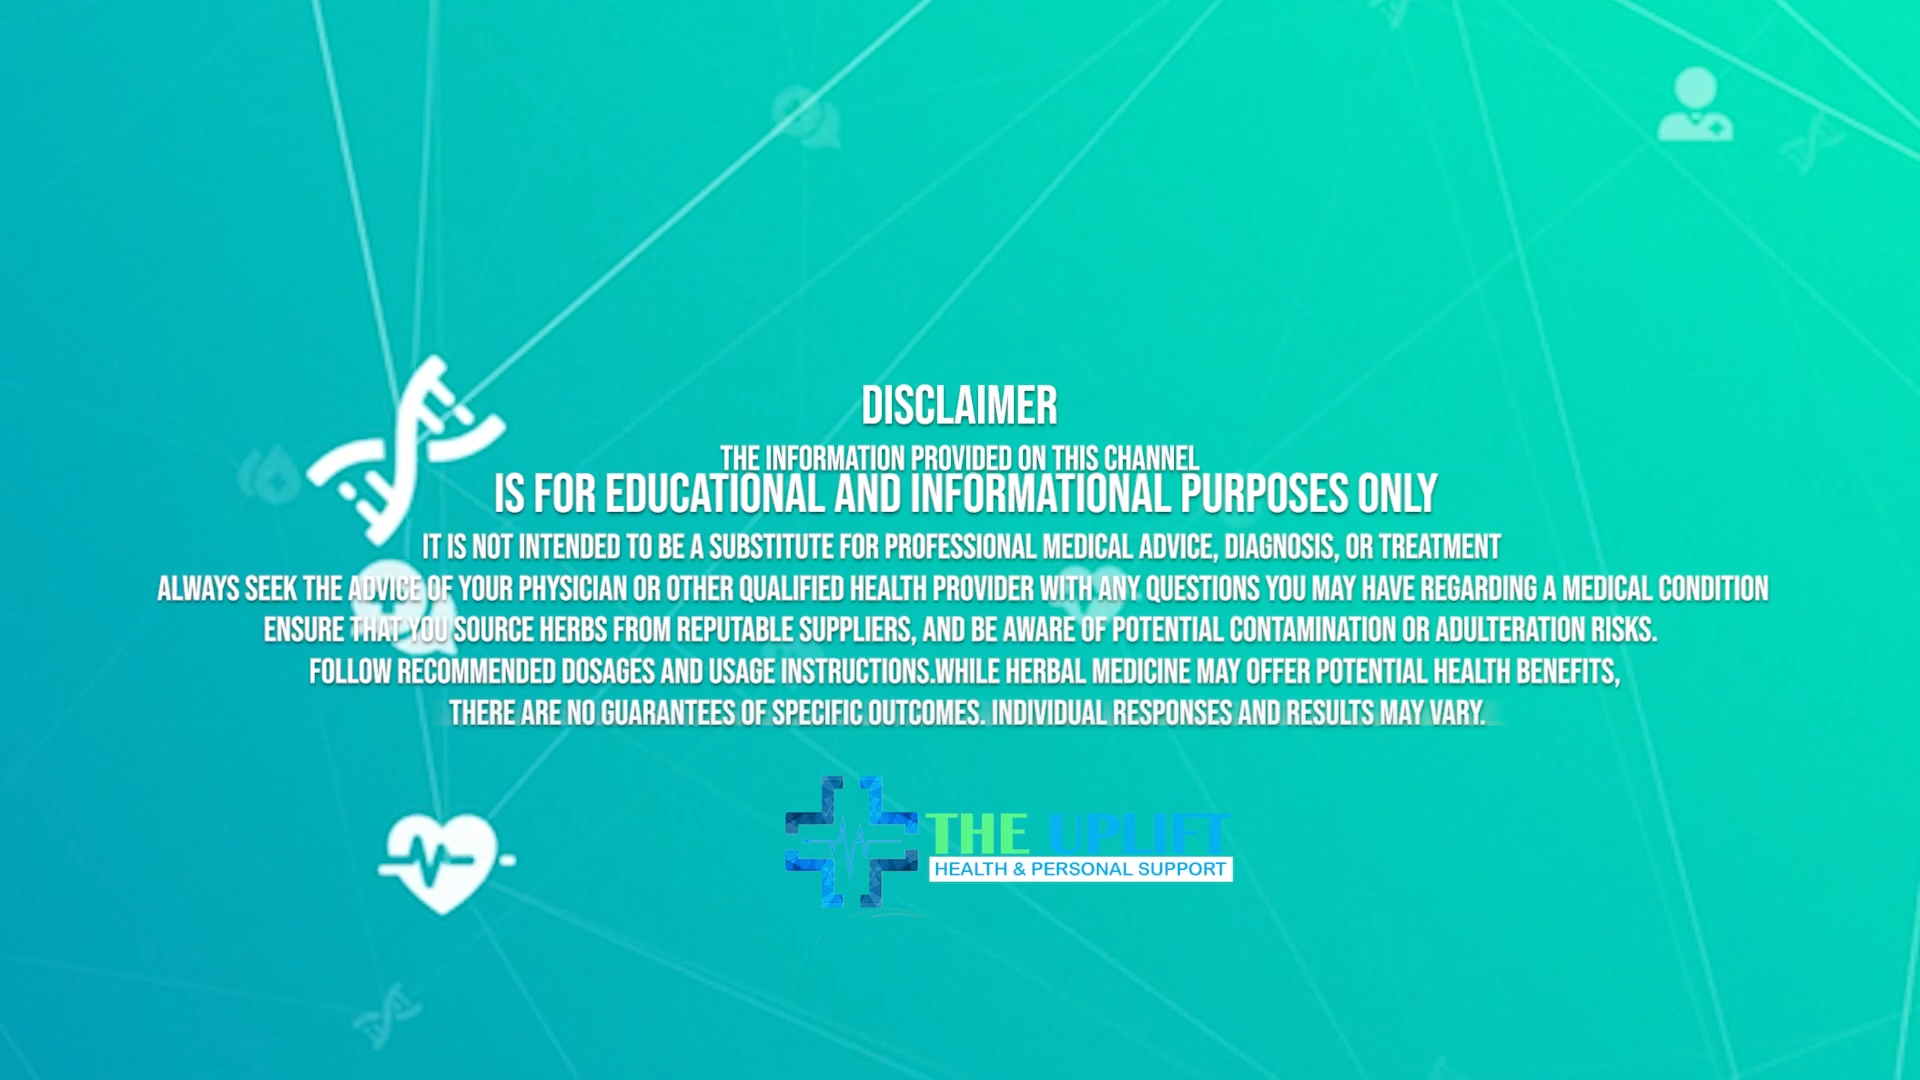 DISCLAIMER
THE INFORMATION PROVIDED ON THIS CHANNEL
IS FOR EDUCATIONAL AND INFORMATIONAL PURPOSES ONLY
IT IS NOT INTENDED TO BE A SUBSTITUTE FOR PROFESSIONAL MEDICAL ADVICE, DIAGNOSIS, OR TREATMENT
ALWAYS SEEK THE ADVICE OF YOUR PHYSICIAN OR OTHER QUALIFIED HEALTH PROVIDER WITH ANY QUESTIONS YOU MAY HAVE REGARDING A MEDICAL CONDITION
ENSURE THAT YOU SOURCE HERBS FROM REPUTABLE SUPPLIERS, AND BE AWARE OF POTENTIAL CONTAMINATION OR ADULTERATION RISKS.
FOLLOW RECOMMENDED DOSAGES AND USAGE INSTRUCTIONS.WHILE HERBAL MEDICINE MAY OFFER POTENTIAL HEALTH BENEFITS,
THERE ARE NO GUARANTEES OF SPECIFIC OUTCOMES. INDIVIDUAL RESPONSES AND RESULTS MAY VARY.
THE UPLIFT
HEALTH & PERSONAL SUPPORT